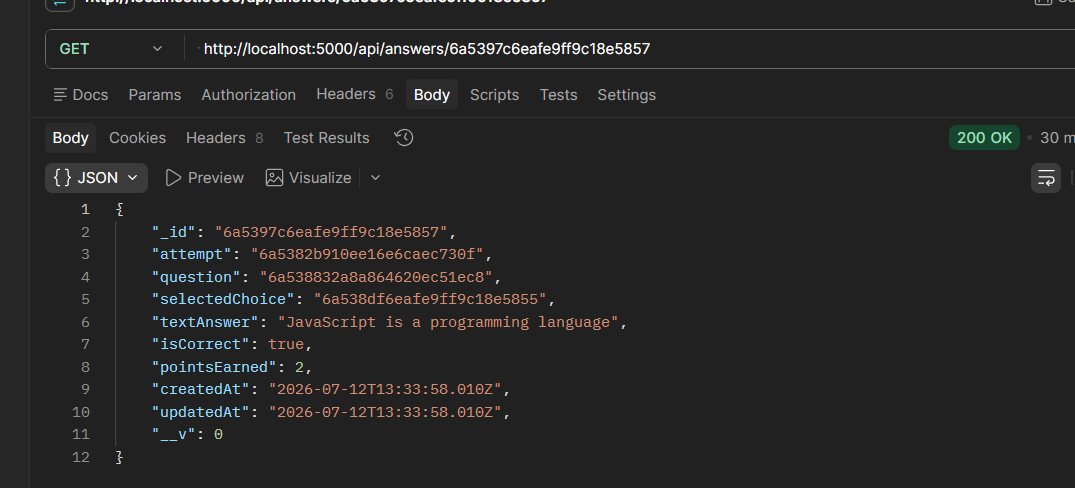 GET http://localhost:5000/api/answers/6a5397c6eafe9ff9c18e5857
Docs Params Authorization Headers 6 Body Scripts Tests Settings
Body Cookies Headers 8 Test Results 200 OK • 30 m
{} JSON Preview Visualize
1 {
2 "_id": "6a5397c6eafe9ff9c18e5857",
3 "attempt": "6a5382b910ee16e6caec730f",
4 "question": "6a538832a8a864620ec51ec8",
5 "selectedChoice": "6a538df6eafe9ff9c18e5855",
6 "textAnswer": "JavaScript is a programming language",
7 "isCorrect": true,
8 "pointsEarned": 2,
9 "createdAt": "2026-07-12T13:33:58.010Z",
10 "updatedAt": "2026-07-12T13:33:58.010Z",
11 "__v": 0
12 }